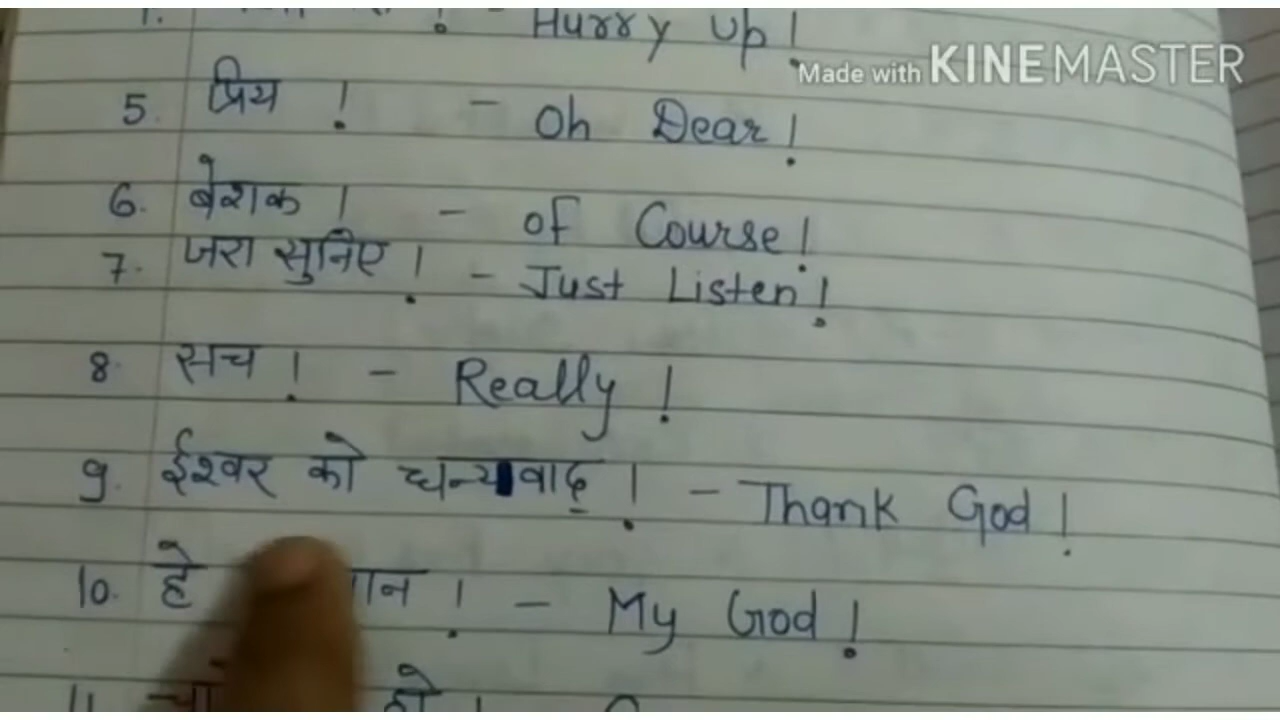 Hurry Up!
Made with KINEMASTER
5. प्रिय ! - Oh Dear!
6. बेशक ! - of Course!
7. जरा सुनिए ! - Just Listen!
8. सच ! - Really !
9. ईश्वर को धन्यवाद ! - Thank God !
10. हे ! - My God !
11. हो !